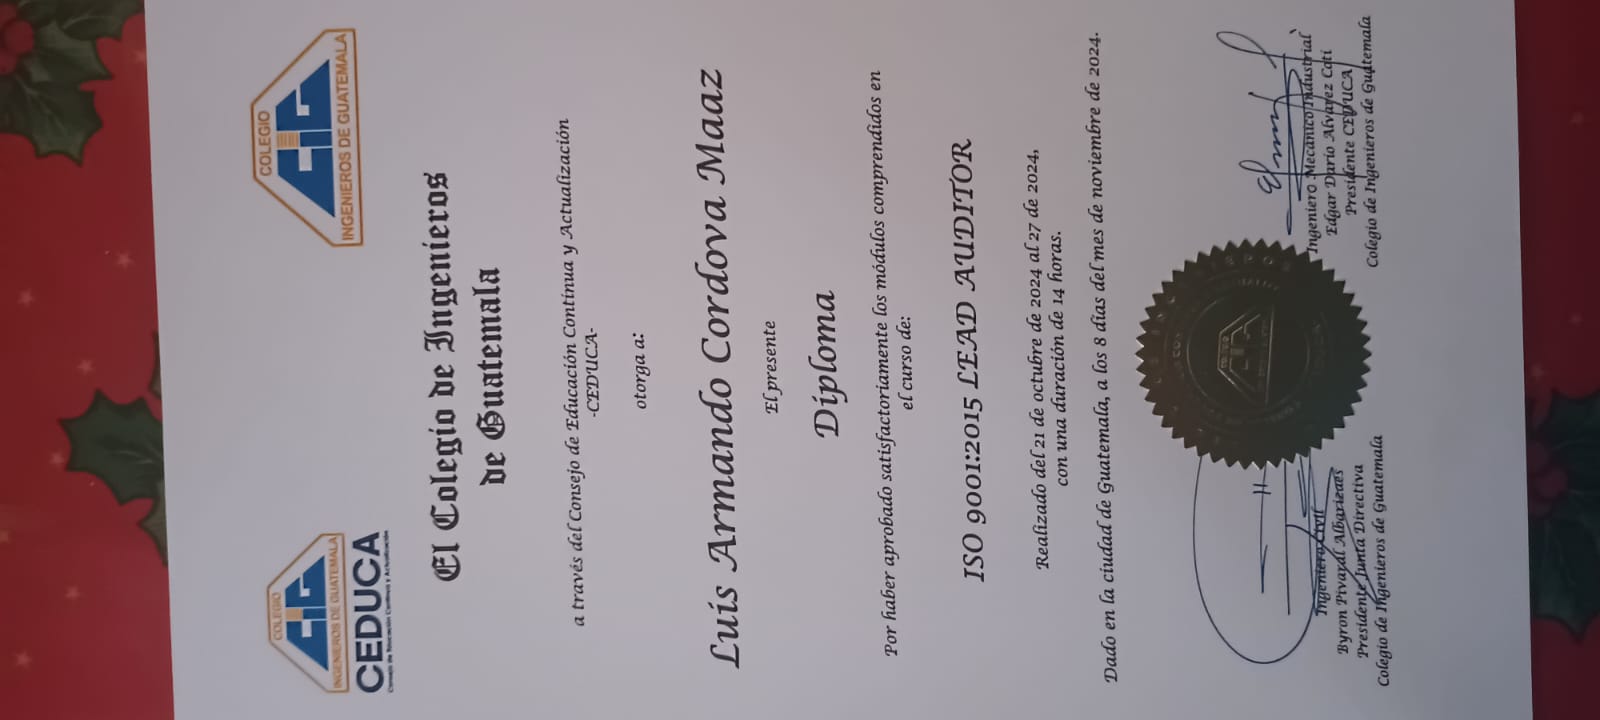 COLEGIO
INGENIEROS DE GUATEMALA
CEDUCA
Consejo de Educación Continua y Actualización
COLEGIO
INGENIEROS DE GUATEMALA
El Colegio de Ingenieros
de Guatemala
a través del Consejo de Educación Continua y Actualización
-CEDUCA-
otorga a:
Luis Armando Cordova Maaz
El presente
Diploma
Por haber aprobado satisfactoriamente los módulos comprendidos en
el curso de:
ISO 9001:2015 LEAD AUDITOR
Realizado del 21 de octubre de 2024 al 27 de 2024,
con una duración de 14 horas.
Dado en la ciudad de Guatemala, a los 8 días del mes de noviembre de 2024.
Ingeniero Civil
Byron Pivaral Albarizaes
Presidente Junta Directiva
Colegio de Ingenieros de Guatemala
Ingeniero Mecánico Industrial
Edgar Darío Alvarez Cotí
Presidente CEDUCA
Colegio de Ingenieros de Guatemala